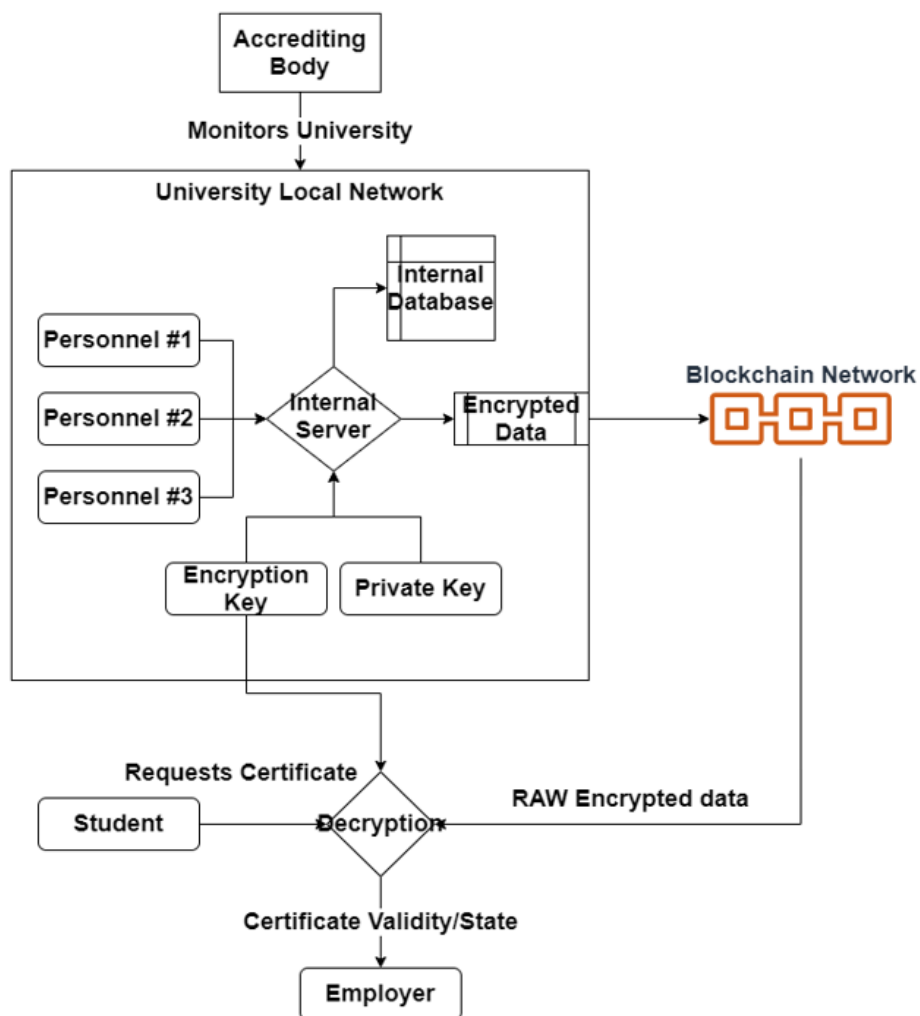 Accrediting
Body
Monitors University
University Local Network
Internal
Database
Personnel #1
Personnel #2
Personnel #3
Internal
Server
Encrypted
Data
Blockchain Network
Encryption
Key
Private Key
Requests Certificate
Student
Decryption
RAW Encrypted data
Certificate Validity/State
Employer